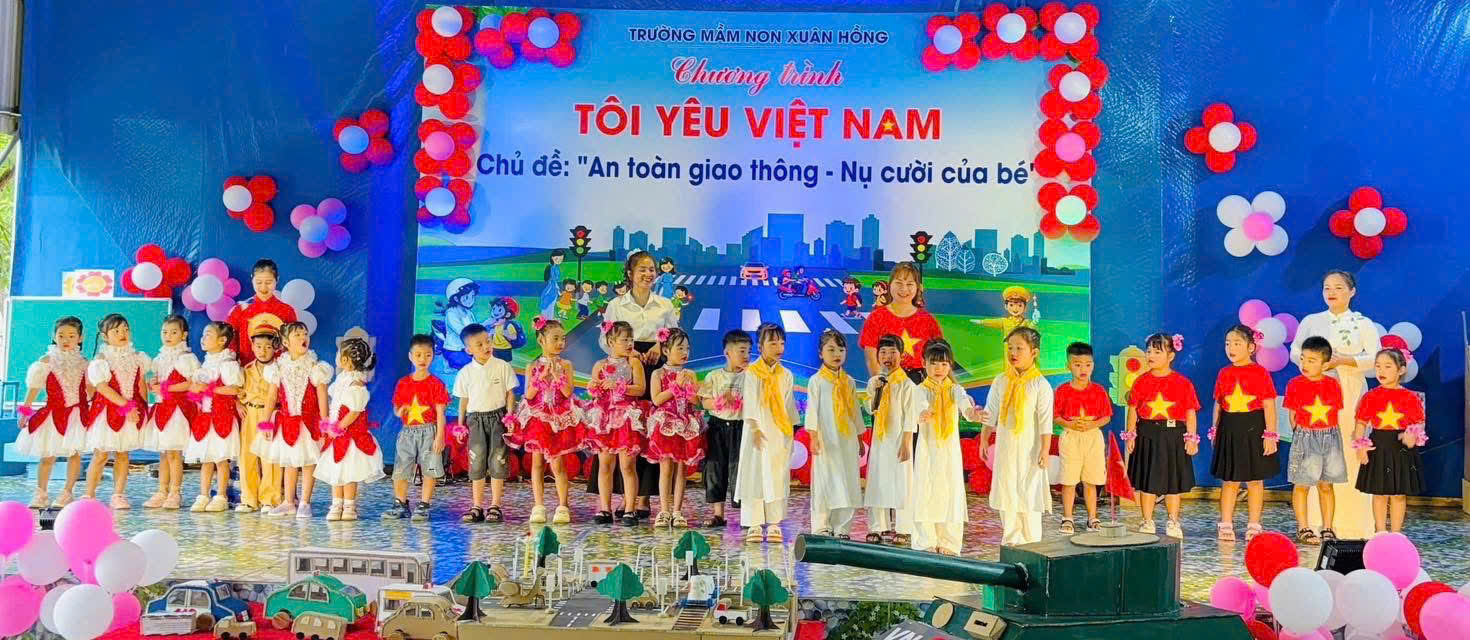 TRƯỜNG MẦM NON XUÂN HỒNG
Chương trình
TÔI YÊU VIỆT NAM
Chủ đề: "An toàn giao thông - Nụ cười của bé"
VN